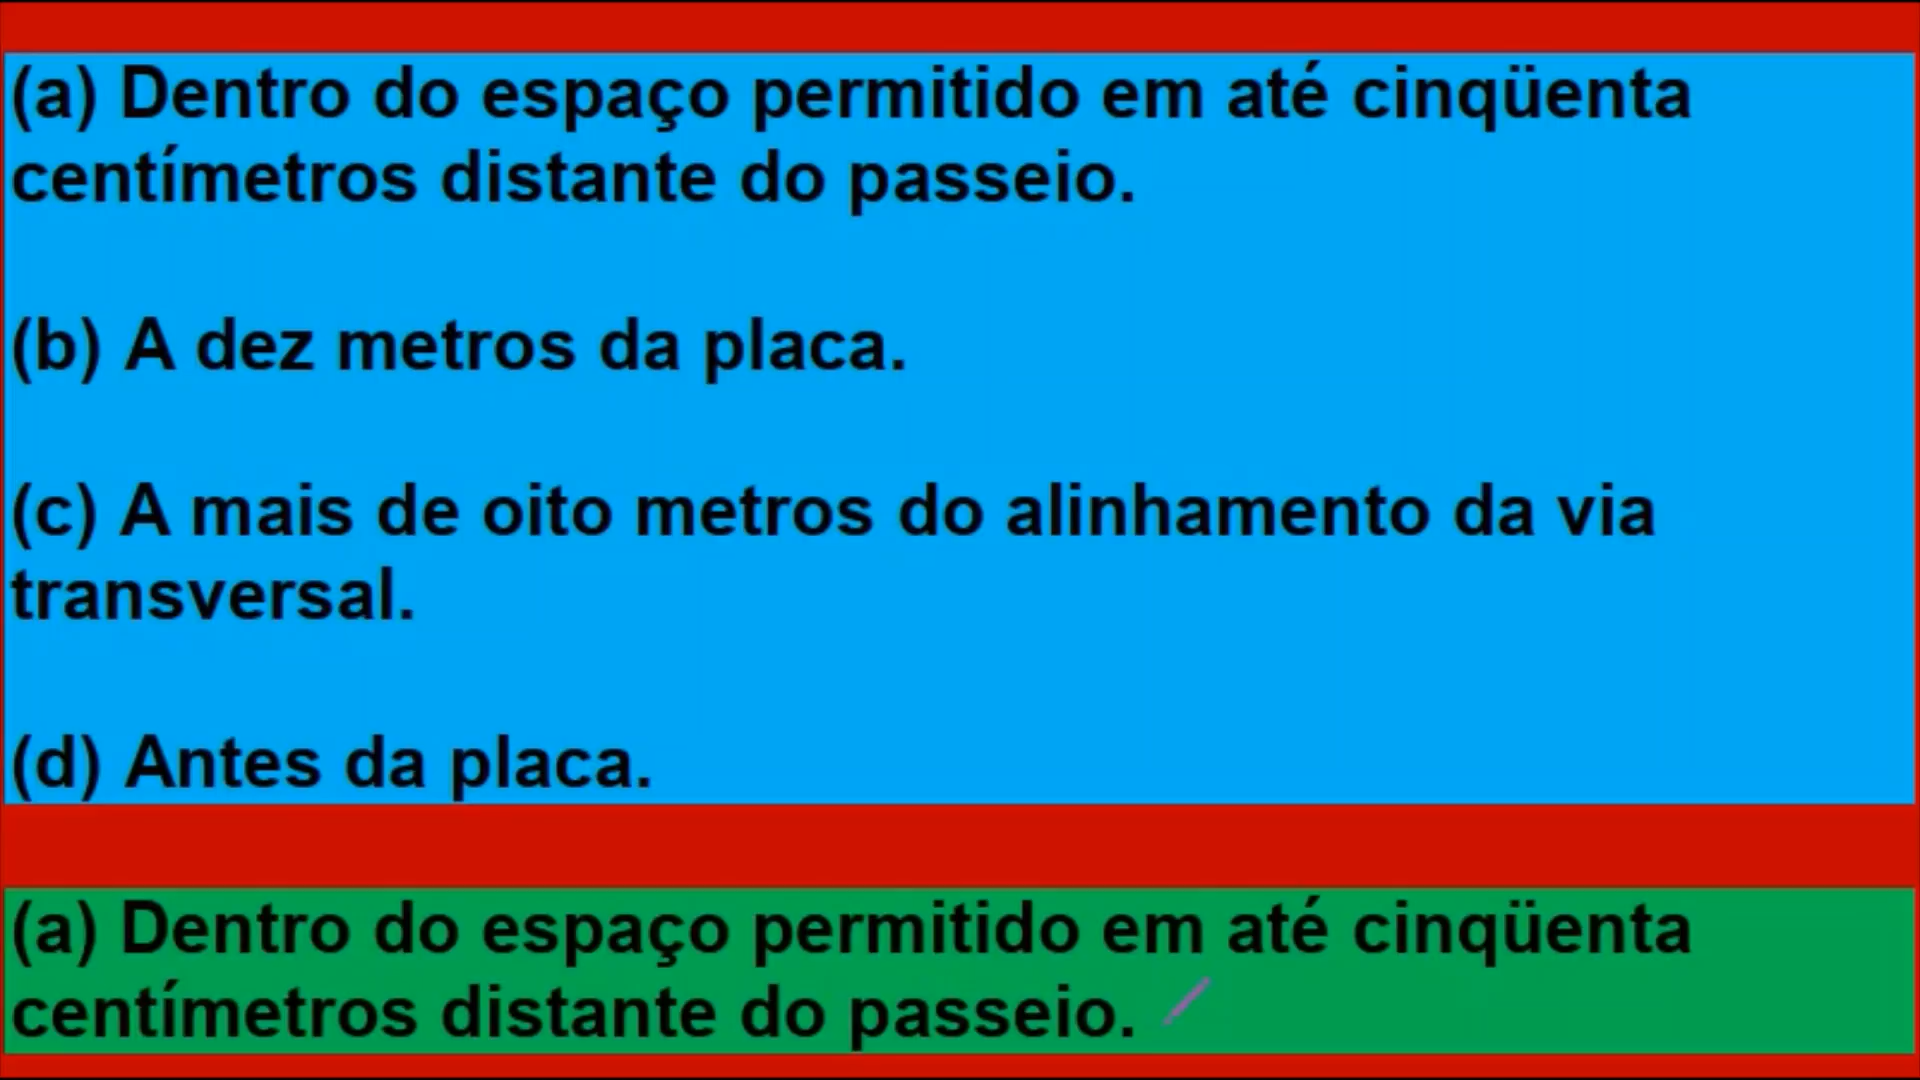 (a) Dentro do espaço permitido em até cinqüenta
centímetros distante do passeio.
(b) A dez metros da placa.
(c) A mais de oito metros do alinhamento da via
transversal.
(d) Antes da placa.
(a) Dentro do espaço permitido em até cinqüenta
centímetros distante do passeio.